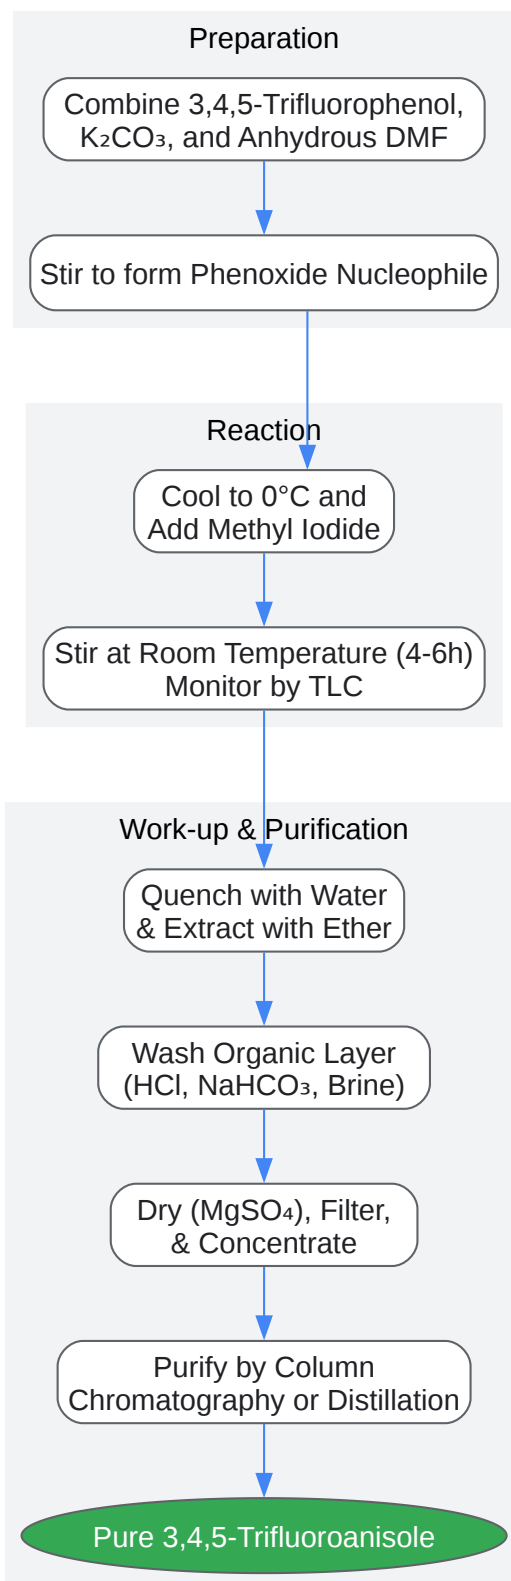 Preparation
Combine 3,4,5-Trifluorophenol,
K₂CO₃, and Anhydrous DMF
Stir to form Phenoxide Nucleophile
Reaction
Cool to 0°C and
Add Methyl Iodide
Stir at Room Temperature (4-6h)
Monitor by TLC
Work-up & Purification
Quench with Water
& Extract with Ether
Wash Organic Layer
(HCl, NaHCO₃, Brine)
Dry (MgSO₄), Filter,
& Concentrate
Purify by Column
Chromatography or Distillation
Pure 3,4,5-Trifluoroanisole